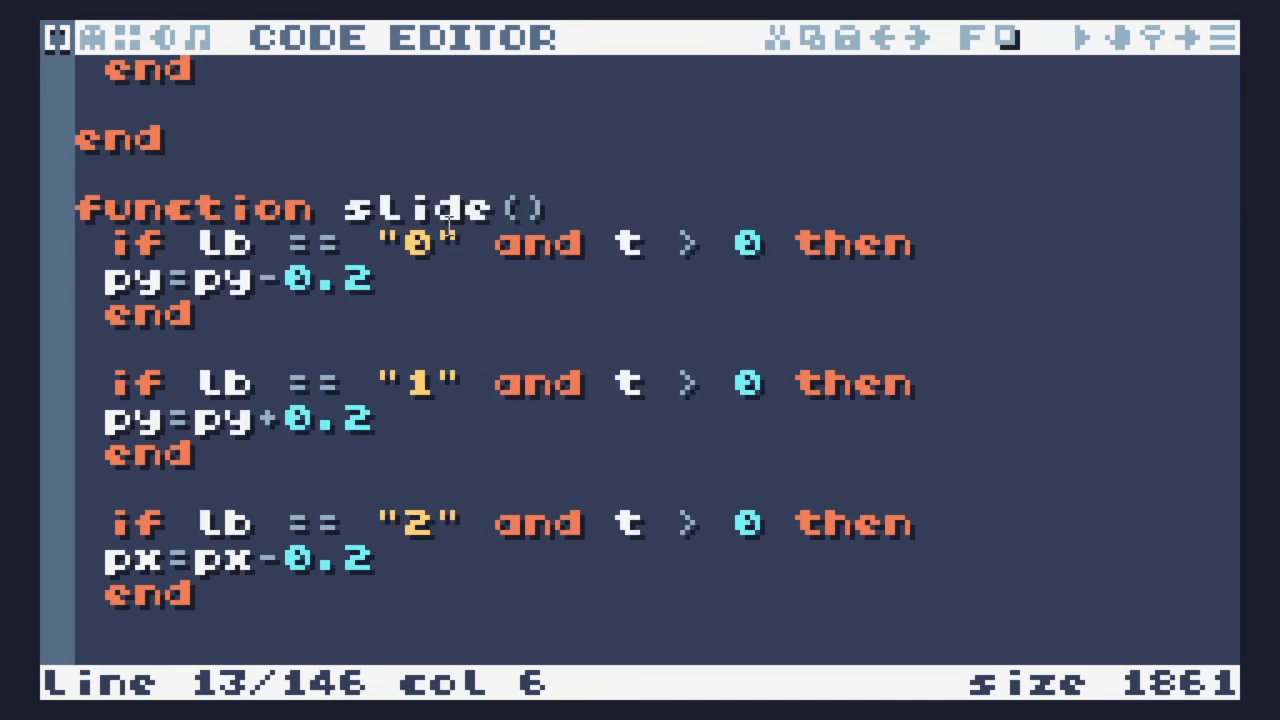 CODE EDITOR F
end
end
function slide()
if lb == "0" and t > 0 then
py=py-0.2
end
if lb == "1" and t > 0 then
py=py+0.2
end
if lb == "2" and t > 0 then
px=px-0.2
end
line 13/146 col 6 size 1861